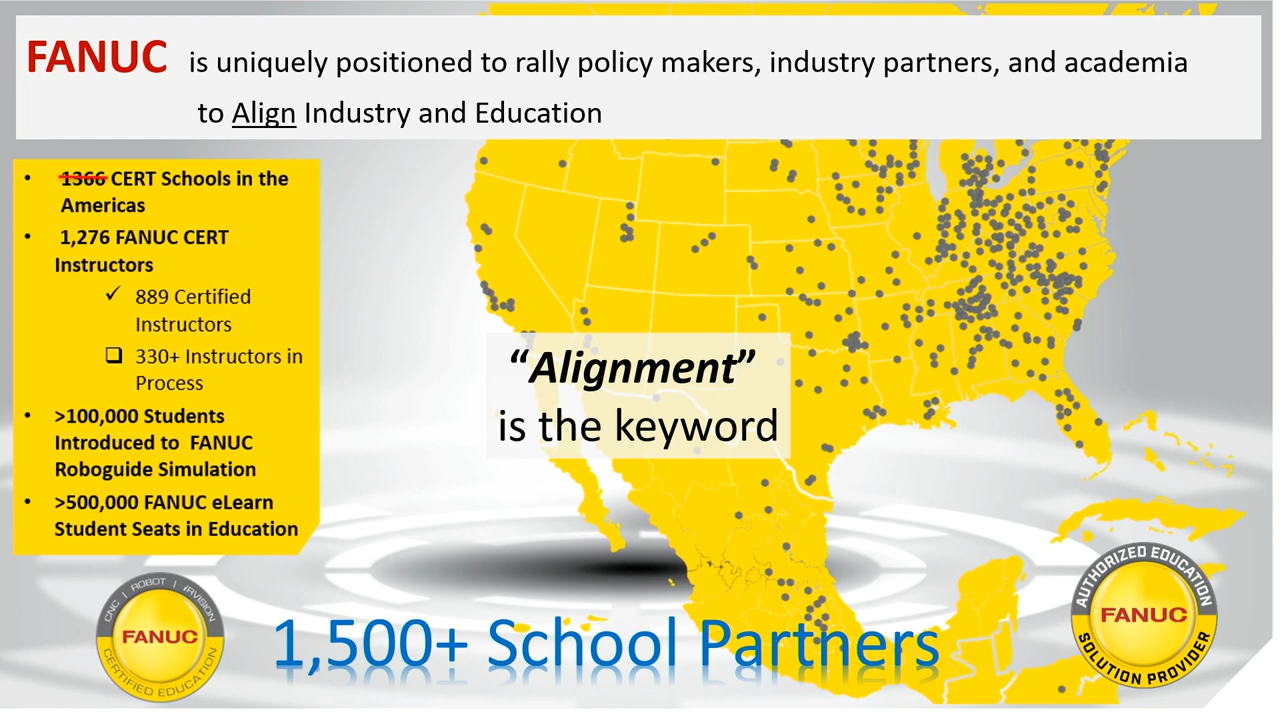 FANUC is uniquely positioned to rally policy makers, industry partners, and academia
to Align Industry and Education
• 1366 CERT Schools in the
Americas
• 1,276 FANUC CERT
Instructors
✓ 889 Certified
Instructors
❑ 330+ Instructors in
Process
• >100,000 Students
Introduced to FANUC
Roboguide Simulation
• >500,000 FANUC eLearn
Student Seats in Education
“Alignment”
is the keyword
1,500+ School Partners
CNC | ROBOT | iRVISION
FANUC
CERTIFIED EDUCATION
AUTHORIZED EDUCATION
FANUC
SOLUTION PROVIDER